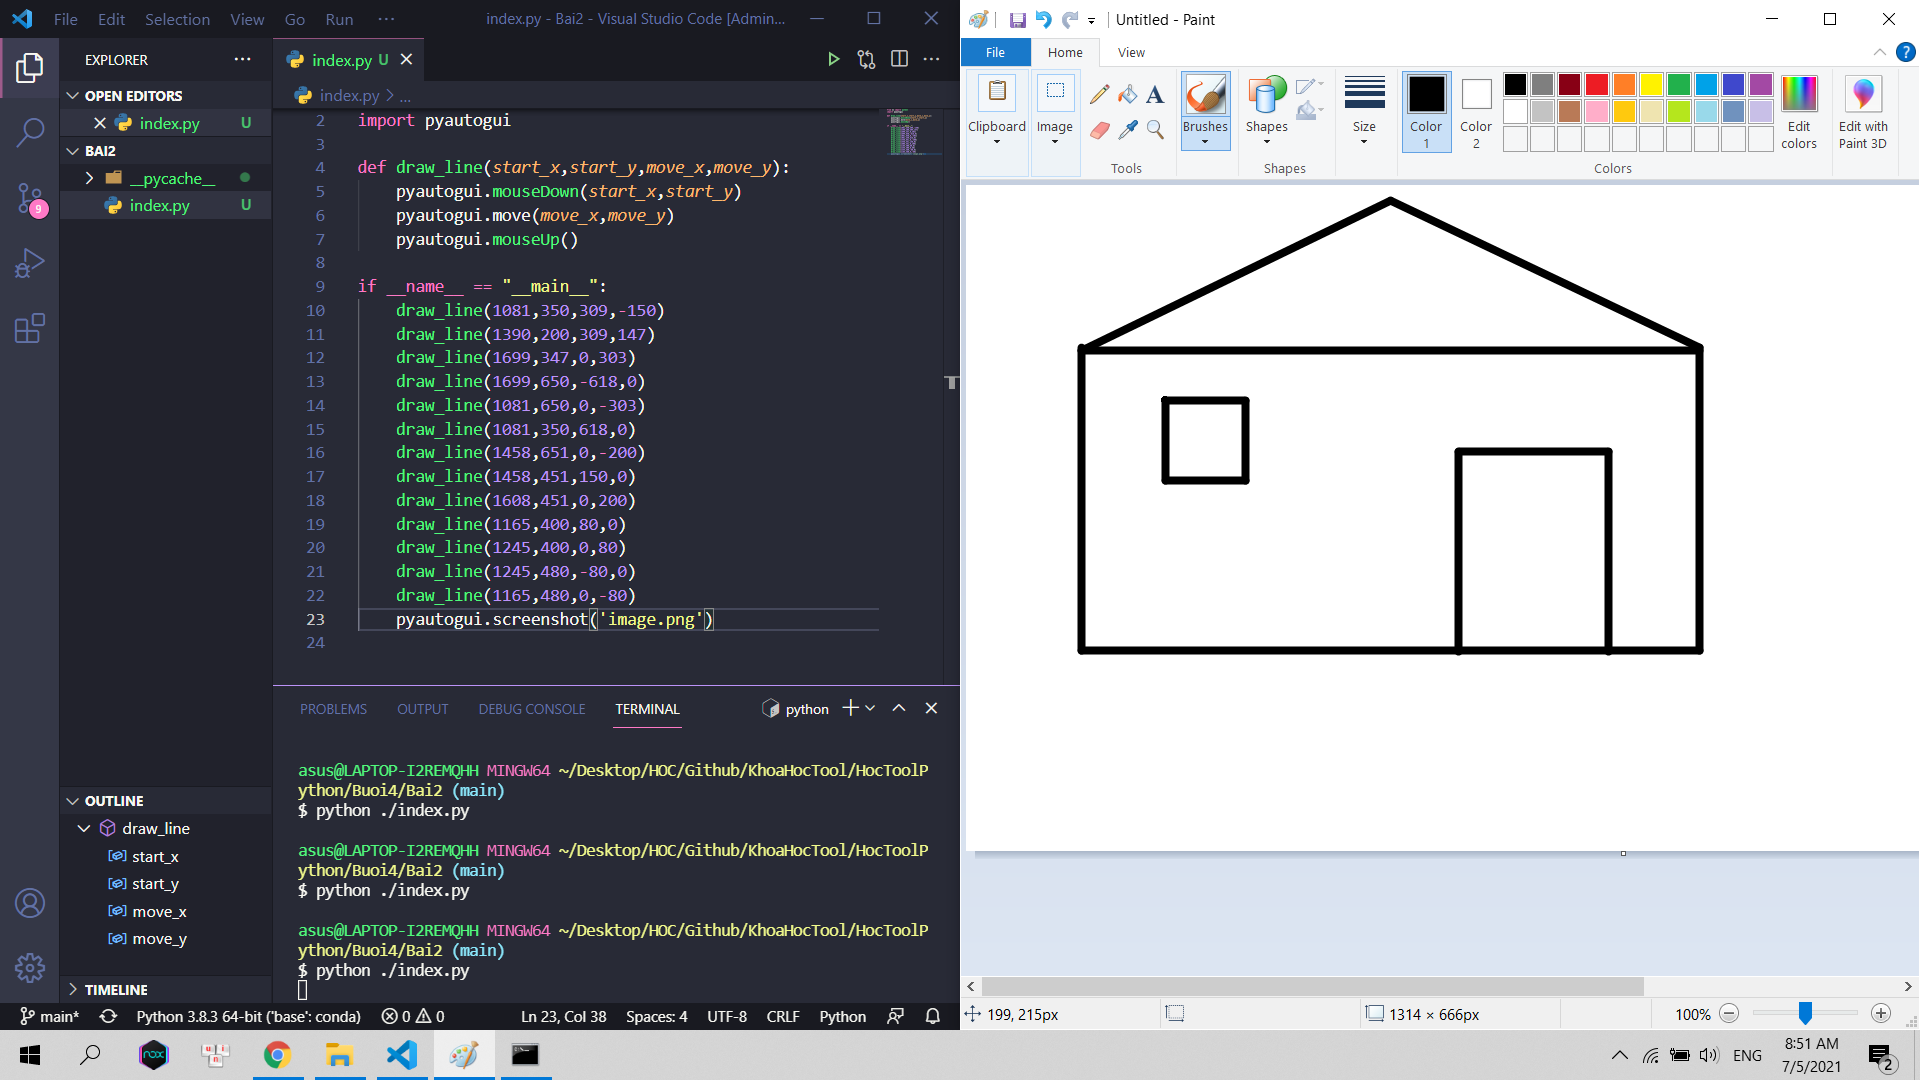 File Edit Selection View Go Run ···
index.py - Bai2 - Visual Studio Code [Admin...
EXPLORER
OPEN EDITORS
index.py U
BAI2
__pycache__
index.py U
OUTLINE
draw_line
start_x
start_y
move_x
move_y
TIMELINE
9
index.py U
index.py > ...
2 import pyautogui
3
4 def draw_line(start_x,start_y,move_x,move_y):
5 pyautogui.mouseDown(start_x,start_y)
6 pyautogui.move(move_x,move_y)
7 pyautogui.mouseUp()
8
9 if __name__ == "__main__":
10 draw_line(1081,350,309,-150)
11 draw_line(1390,200,309,147)
12 draw_line(1699,347,0,303)
13 draw_line(1699,650,-618,0)
14 draw_line(1081,650,0,-303)
15 draw_line(1081,350,618,0)
16 draw_line(1458,651,0,-200)
17 draw_line(1458,451,150,0)
18 draw_line(1608,451,0,200)
19 draw_line(1165,400,80,0)
20 draw_line(1245,400,0,80)
21 draw_line(1245,480,-80,0)
22 draw_line(1165,480,0,-80)
23 pyautogui.screenshot('image.png')
24
PROBLEMS OUTPUT DEBUG CONSOLE TERMINAL python
asus@LAPTOP-I2REMQHH MINGW64 ~/Desktop/HOC/Github/KhoaHocTool/HocToolP
ython/Buoi4/Bai2 (main)
$ python ./index.py
asus@LAPTOP-I2REMQHH MINGW64 ~/Desktop/HOC/Github/KhoaHocTool/HocToolP
ython/Buoi4/Bai2 (main)
$ python ./index.py
asus@LAPTOP-I2REMQHH MINGW64 ~/Desktop/HOC/Github/KhoaHocTool/HocToolP
ython/Buoi4/Bai2 (main)
$ python ./index.py
main* Python 3.8.3 64-bit ('base': conda) 0 0 Ln 23, Col 38 Spaces: 4 UTF-8 CRLF Python
Untitled - Paint
File Home View
Clipboard Image Brushes Shapes Size Color 1 Color 2 Edit colors Edit with Paint 3D
Tools Shapes Colors
199, 215px 1314 × 666px 100%
nox
ENG
8:51 AM
7/5/2021
2